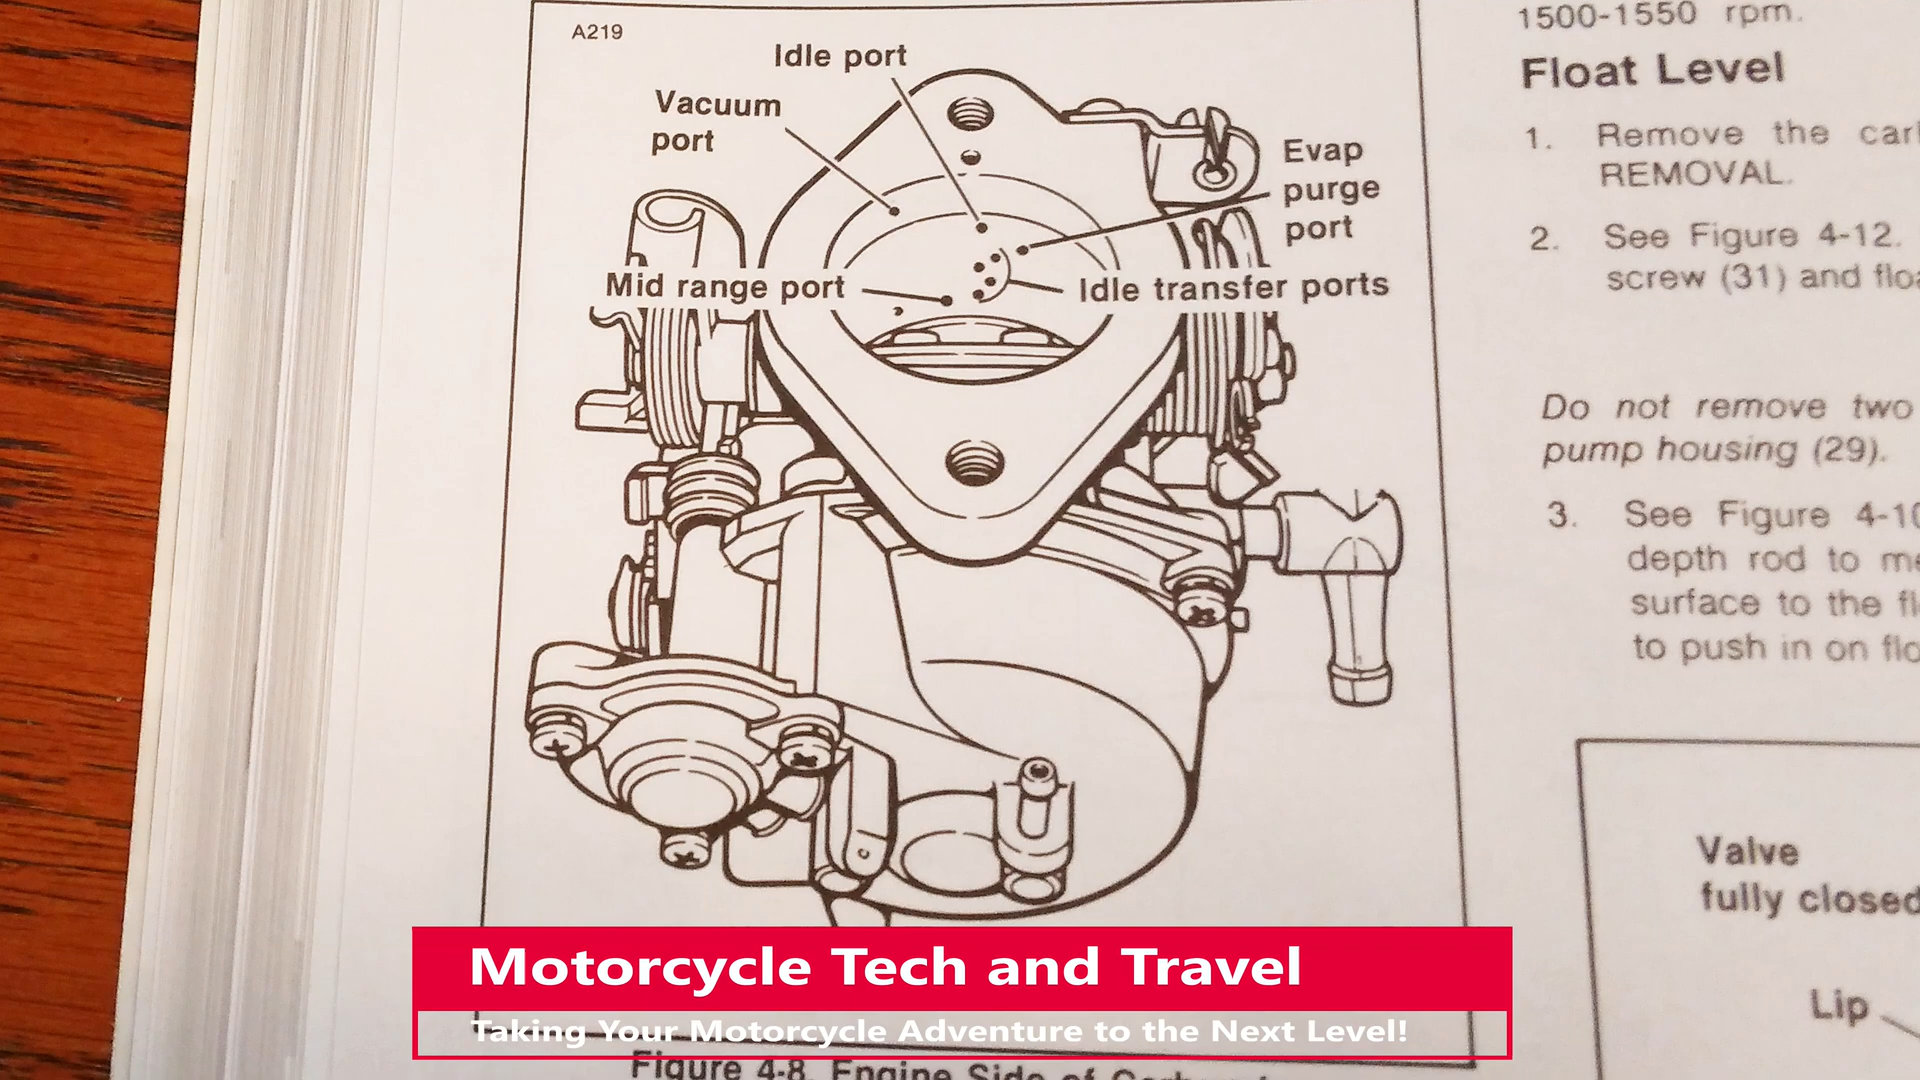 A219
Idle port
Vacuum
port
Evap
purge
port
Mid range port
Idle transfer ports
1500-1550 rpm.
Float Level
1. Remove the
REMOVAL.
2. See Figure 4-12.
screw (31) and
Do not remove two
pump housing (29).
3. See Figure
depth rod to
surface to the
to push in on
Valve
fully closed
Lip
Motorcycle Tech and Travel
Taking Your Motorcycle Adventure to the Next Level!
Figure 4-8. Engine Side of